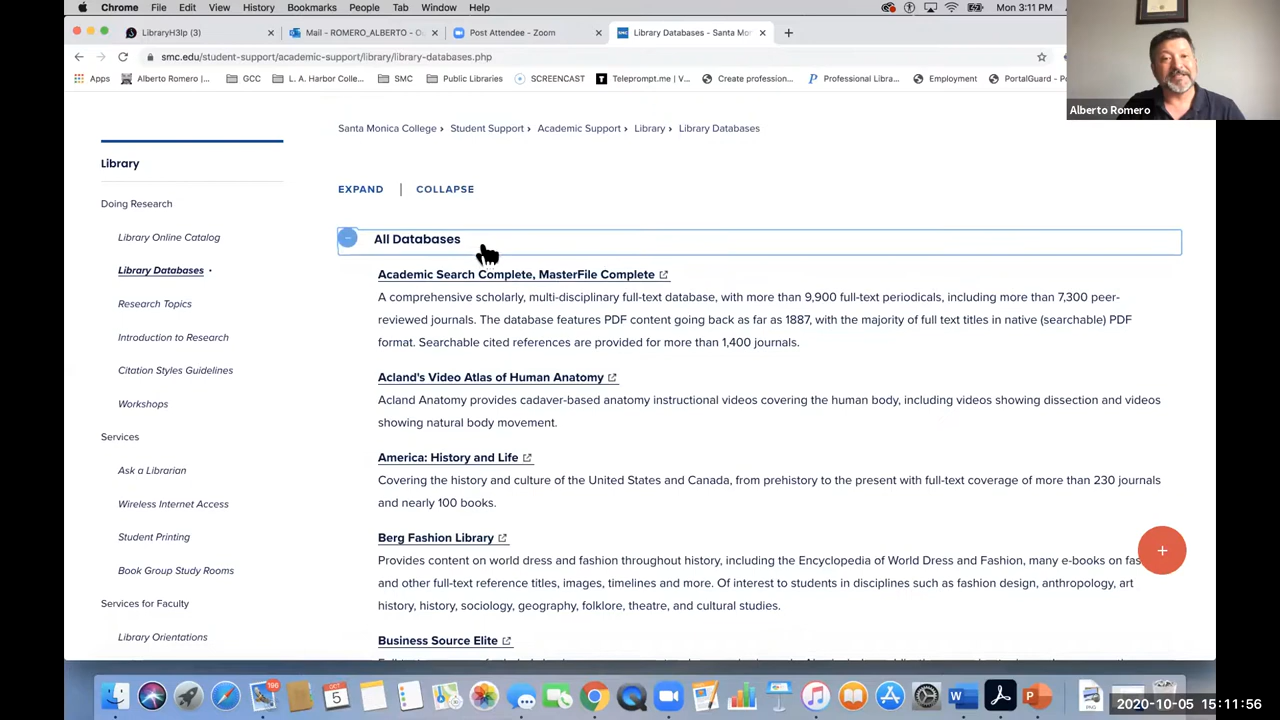 Chrome File Edit View History Bookmarks People Tab Window Help Mon 3:11 PM
LibraryH3lp (3) Mail - ROMERO_ALBERTO - Post Attendee - Zoom Library Databases - Santa Mo
smc.edu/student-support/academic-support/library/library-databases.php
Apps Alberto Romero | GCC L. A. Harbor Colle... SMC Public Libraries SCREENCAST Teleprompt.me | V... Create profession... Professional Libra... Employment PortalGuard - Po
Alberto Romero
Santa Monica College › Student Support › Academic Support › Library › Library Databases
Library
EXPAND | COLLAPSE
Doing Research
Library Online Catalog
Library Databases •
Research Topics
Introduction to Research
Citation Styles Guidelines
Workshops
Services
Ask a Librarian
Wireless Internet Access
Student Printing
Book Group Study Rooms
Services for Faculty
Library Orientations
All Databases
Academic Search Complete, MasterFile Complete
A comprehensive scholarly, multi-disciplinary full-text database, with more than 9,900 full-text periodicals, including more than 7,300 peer-
reviewed journals. The database features PDF content going back as far as 1887, with the majority of full text titles in native (searchable) PDF
format. Searchable cited references are provided for more than 1,400 journals.
Acland's Video Atlas of Human Anatomy
Acland Anatomy provides cadaver-based anatomy instructional videos covering the human body, including videos showing dissection and videos
showing natural body movement.
America: History and Life
Covering the history and culture of the United States and Canada, from prehistory to the present with full-text coverage of more than 230 journals
and nearly 100 books.
Berg Fashion Library
Provides content on world dress and fashion throughout history, including the Encyclopedia of World Dress and Fashion, many e-books on fas
and other full-text reference titles, images, timelines and more. Of interest to students in disciplines such as fashion design, anthropology, art
history, history, sociology, geography, folklore, theatre, and cultural studies.
Business Source Elite
196
OCT
5
2020-10-05 15:11:56